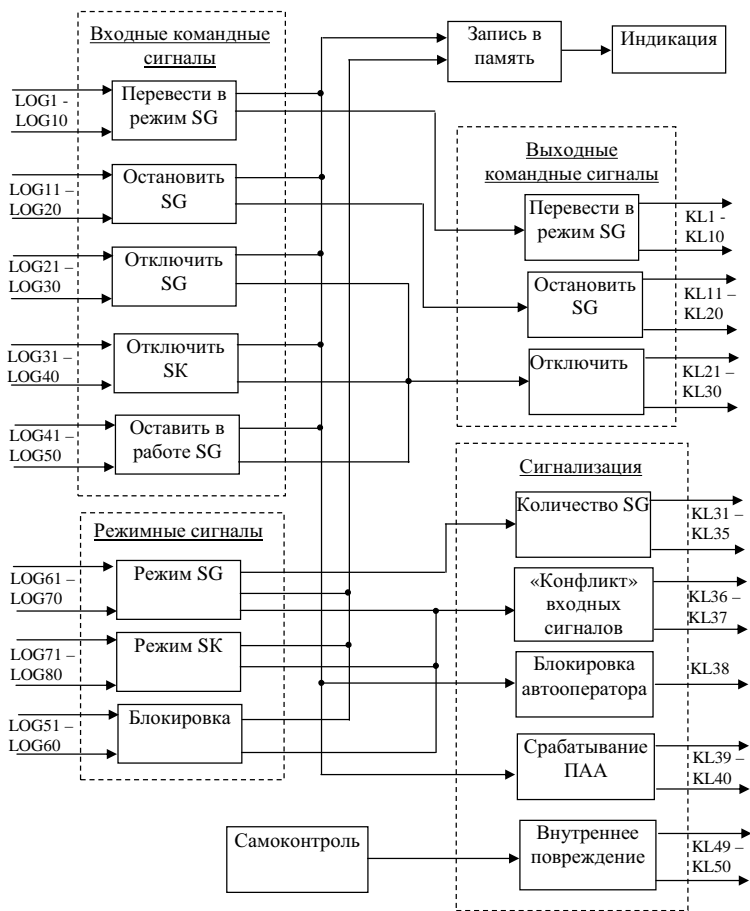 Входные командные
сигналы
LOG1 -
LOG10
Перевести в
режим SG
LOG11 –
LOG20
Остановить
SG
LOG21 –
LOG30
Отключить
SG
LOG31 –
LOG40
Отключить
SK
LOG41 –
LOG50
Оставить в
работе SG
Режимные сигналы
LOG61 –
LOG70
Режим SG
LOG71 –
LOG80
Режим SK
LOG51 –
LOG60
Блокировка
Самоконтроль
Запись в
память
Индикация
Выходные
командные сигналы
Перевести в
режим SG
KL1 -
KL10
Остановить
SG
KL11 –
KL20
Отключить
KL21 –
KL30
Сигнализация
Количество SG
KL31 –
KL35
«Конфликт»
входных
сигналов
KL36 –
KL37
Блокировка
автооператора
KL38
Срабатывание
ПАА
KL39 –
KL40
Внутреннее
повреждение
KL49 –
KL50